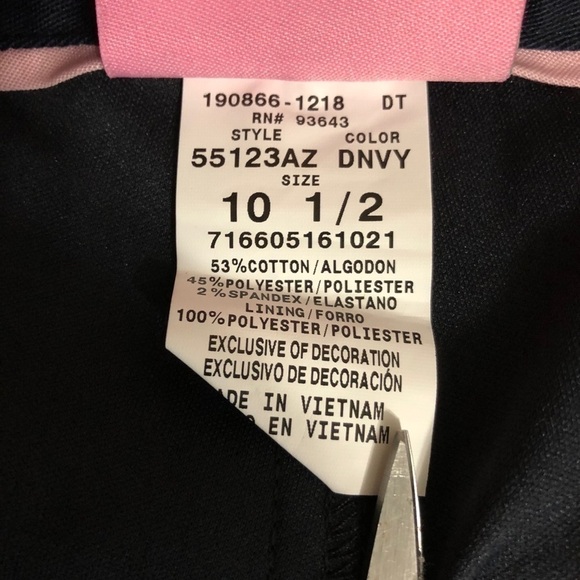 190866-1218 DT
RN# 93643
STYLE COLOR
55123AZ DNVY
SIZE
10 1/2
716605161021
53%COTTON/ALGODON
45%POLYESTER/POLIESTER
2%SPANDEX/ELASTANO
LINING/FORRO
100%POLYESTER/POLIESTER
EXCLUSIVE OF DECORATION
EXCLUSIVO DE DECORACIÓN
IN VIETNAM
EN VIETNAM